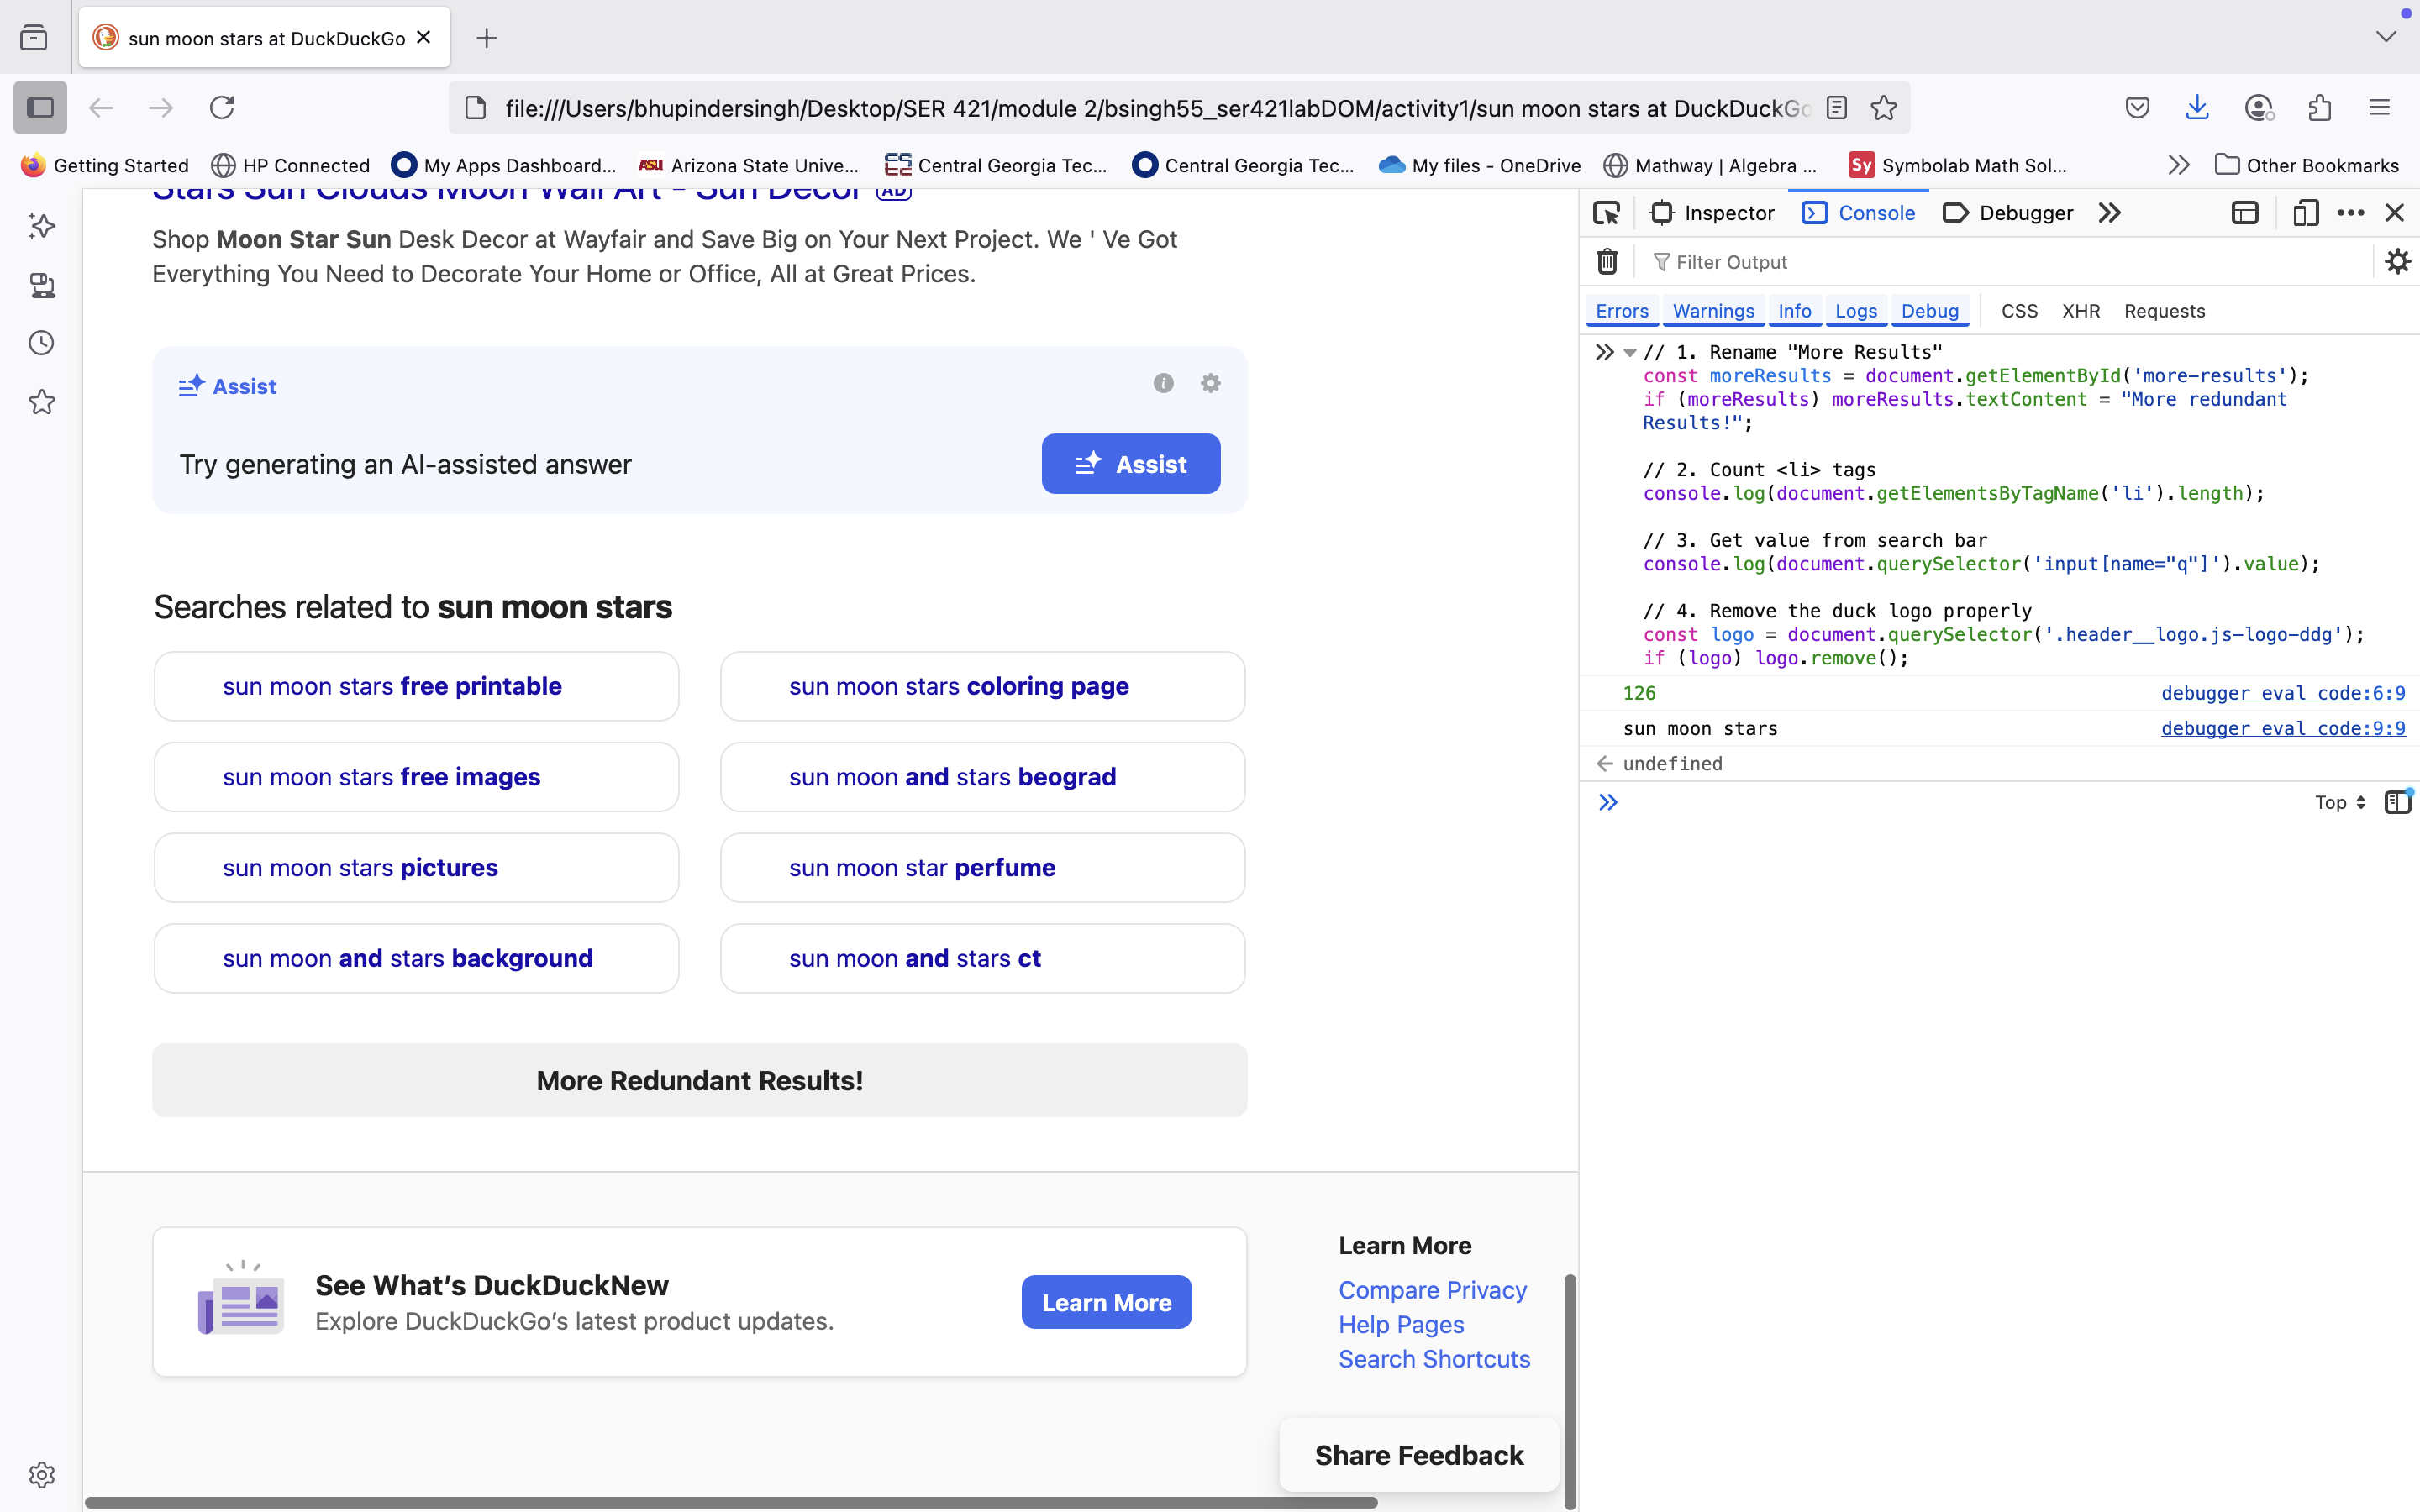 sun moon stars at DuckDuckGo
file:///Users/bhupindersingh/Desktop/SER 421/module 2/bsingh55_ser421labDOM/activity1/sun moon stars at DuckDuckGo
Getting Started
HP Connected
My Apps Dashboard...
ASU Arizona State Unive...
Central Georgia Tec...
Central Georgia Tec...
My files - OneDrive
Mathway | Algebra ...
Sy Symbolab Math Sol...
Other Bookmarks
Stars Sun Clouds Moon Wall Art - Sun Decor AD
Shop Moon Star Sun Desk Decor at Wayfair and Save Big on Your Next Project. We ' Ve Got
Everything You Need to Decorate Your Home or Office, All at Great Prices.
Assist
Try generating an AI-assisted answer
Assist
Searches related to sun moon stars
sun moon stars free printable
sun moon stars coloring page
sun moon stars free images
sun moon and stars beograd
sun moon stars pictures
sun moon star perfume
sun moon and stars background
sun moon and stars ct
More Redundant Results!
See What’s DuckDuckNew
Explore DuckDuckGo’s latest product updates.
Learn More
Learn More
Compare Privacy
Help Pages
Search Shortcuts
Share Feedback
Inspector
Console
Debugger
Filter Output
Errors
Warnings
Info
Logs
Debug
CSS
XHR
Requests
// 1. Rename "More Results"
const moreResults = document.getElementById('more-results');
if (moreResults) moreResults.textContent = "More redundant
Results!";
// 2. Count <li> tags
console.log(document.getElementsByTagName('li').length);
// 3. Get value from search bar
console.log(document.querySelector('input[name="q"]').value);
// 4. Remove the duck logo properly
const logo = document.querySelector('.header__logo.js-logo-ddg');
if (logo) logo.remove();
126
debugger eval code:6:9
sun moon stars
debugger eval code:9:9
undefined
Top